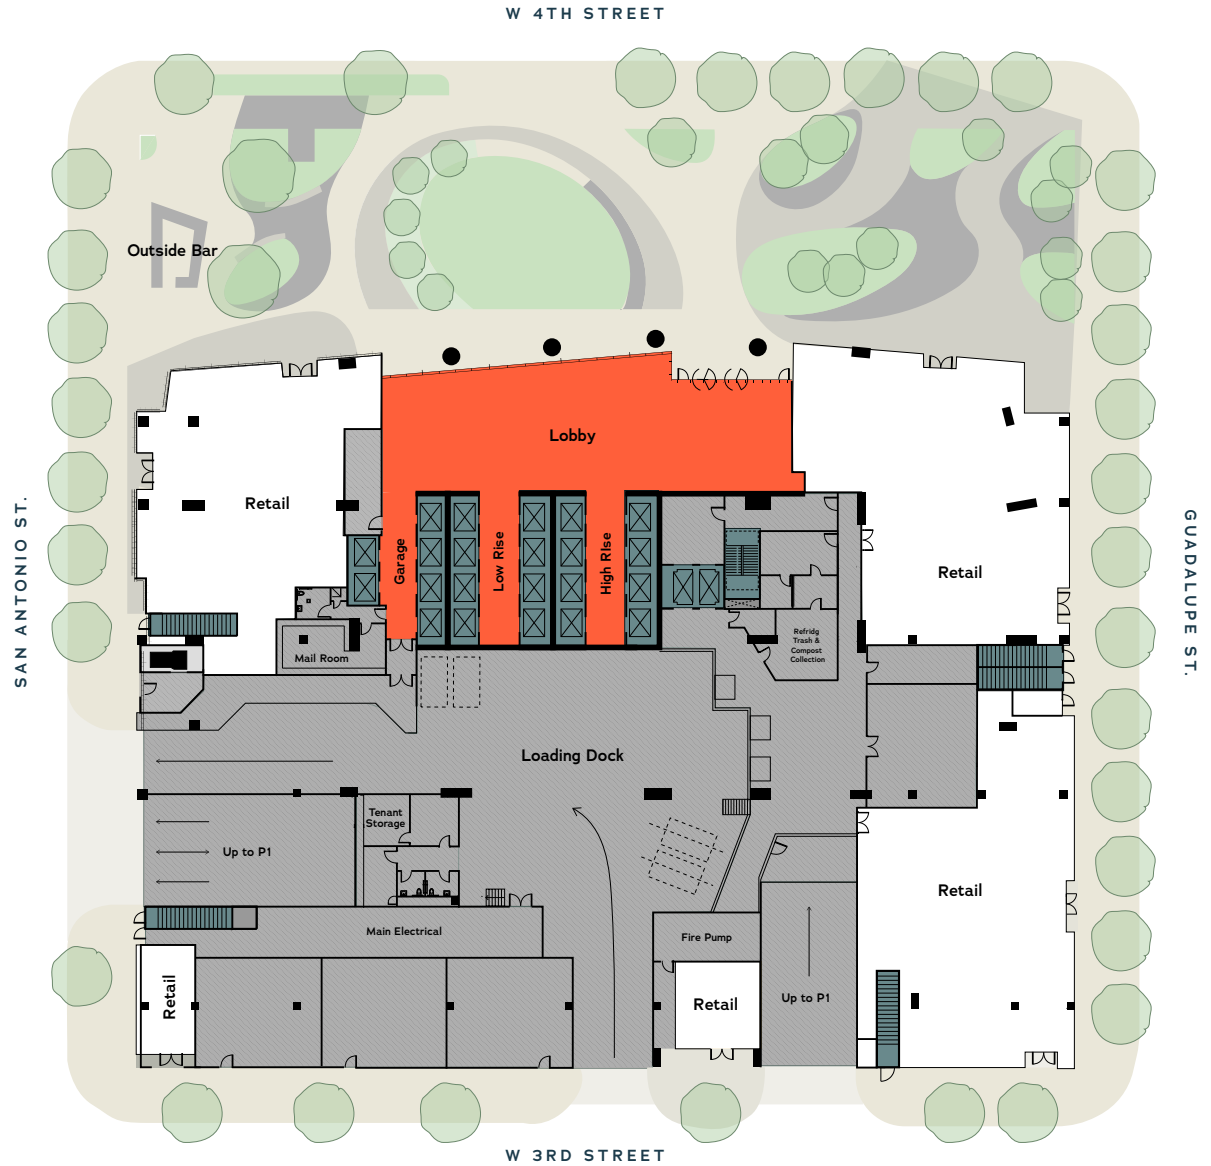 W 4TH STREET
Outside Bar
Lobby
Retail
Garage
Low Rise
High RIse
Retail
SAN ANTONIO ST.
GUADALUPE ST.
Mail Room
Refridg
Trash &
Compost
Collection
Loading Dock
Tenant
Storage
Up to P1
Retail
Main Electrical
Fire Pump
Retail
Retail
Up to P1
W 3RD STREET